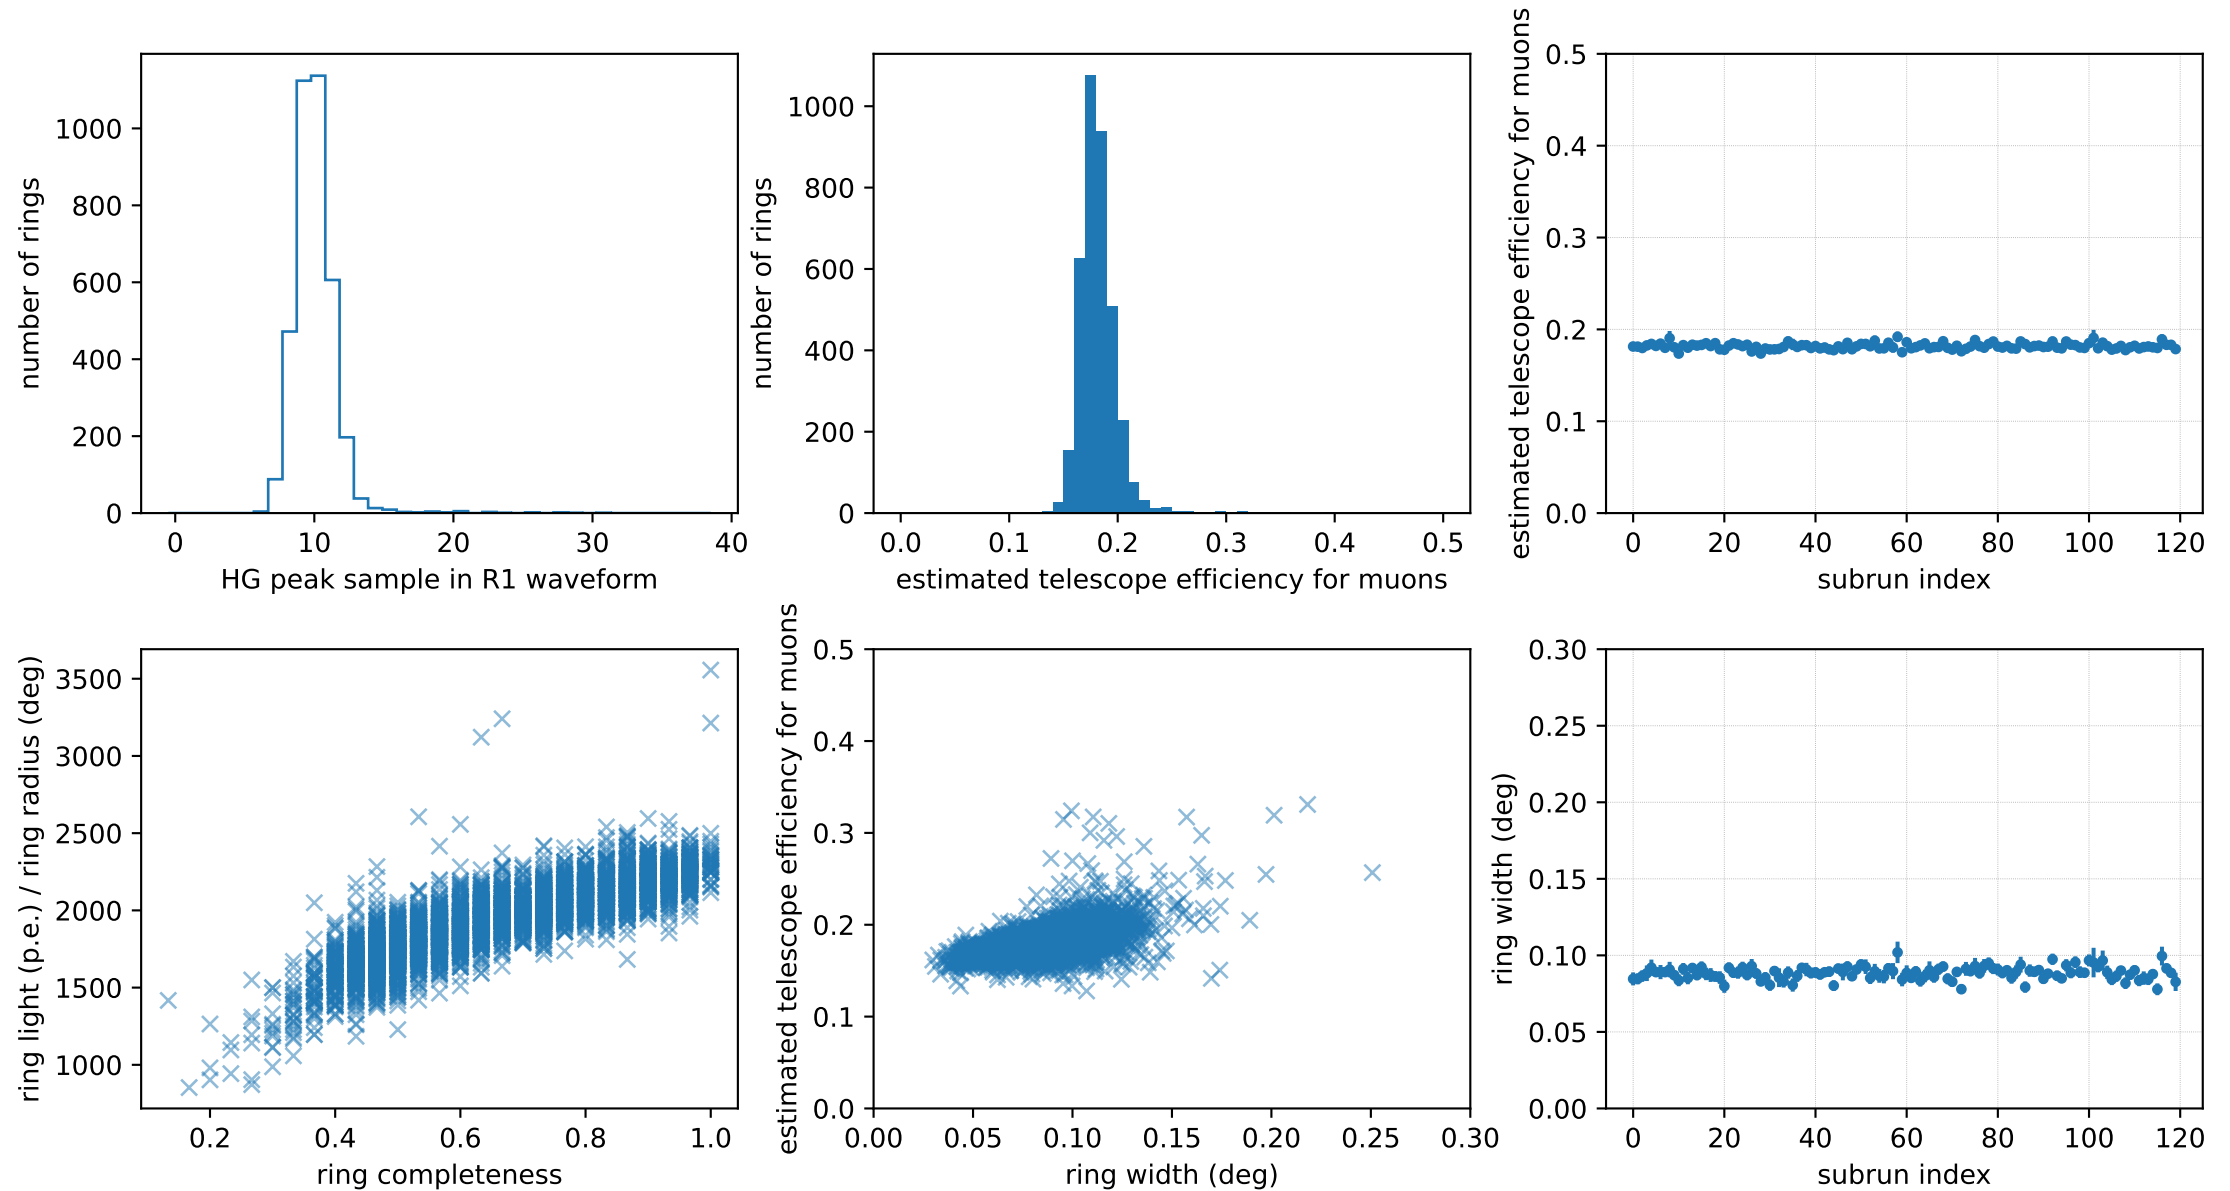 number of rings
1000
800
600
400
200
0
0 10 20 30 40
HG peak sample in R1 waveform
number of rings
1000
800
600
400
200
0
0.0 0.1 0.2 0.3 0.4 0.5
estimated telescope efficiency for muons
estimated telescope efficiency for muons
0.5
0.4
0.3
0.2
0.1
0.0
0 20 40 60 80 100 120
subrun index
ring light (p.e.) / ring radius (deg)
3500
3000
2500
2000
1500
1000
0.2 0.4 0.6 0.8 1.0
ring completeness
estimated telescope efficiency for muons
0.5
0.4
0.3
0.2
0.1
0.0
0.00 0.05 0.10 0.15 0.20 0.25 0.30
ring width (deg)
ring width (deg)
0.30
0.25
0.20
0.15
0.10
0.05
0.00
0 20 40 60 80 100 120
subrun index